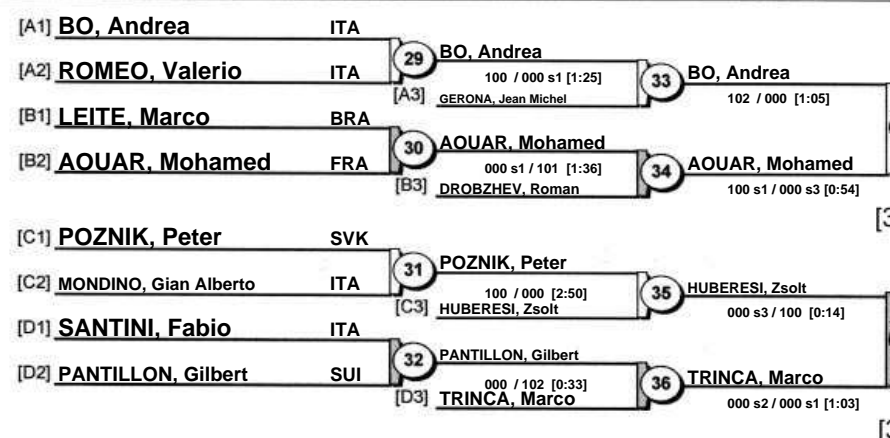 [A1] BO, Andrea ITA
[A2] ROMEO, Valerio ITA
[B1] LEITE, Marco BRA
[B2] AOUAR, Mohamed FRA
[C1] POZNIK, Peter SVK
[C2] MONDINO, Gian Alberto ITA
[D1] SANTINI, Fabio ITA
[D2] PANTILLON, Gilbert SUI
29
BO, Andrea
100 / 000 s1 [1:25]
[A3] GERONA, Jean Michel
30
AOUAR, Mohamed
000 s1 / 101 [1:36]
[B3] DROBZHEV, Roman
31
POZNIK, Peter
100 / 000 [2:50]
[C3] HUBERESI, Zsolt
32
PANTILLON, Gilbert
000 / 102 [0:33]
[D3] TRINCA, Marco
33
BO, Andrea
102 / 000 [1:05]
34
AOUAR, Mohamed
100 s1 / 000 s3 [0:54]
35
HUBERESI, Zsolt
000 s3 / 100 [0:14]
36
TRINCA, Marco
000 s2 / 000 s1 [1:03]